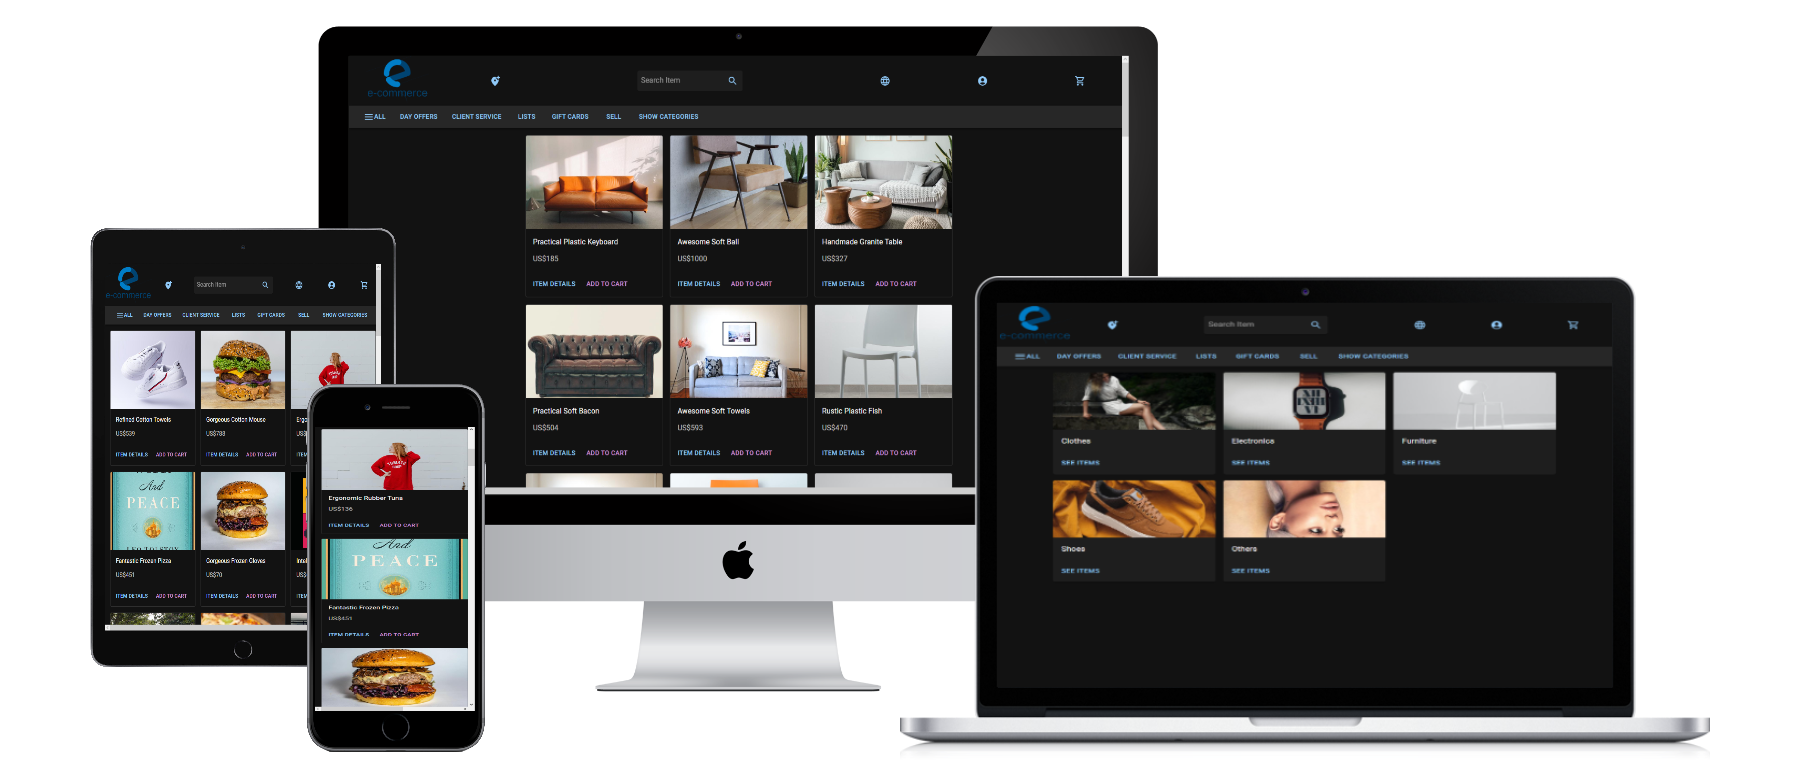 e-commerce
Search Item
ALL DAY OFFERS CLIENT SERVICE LISTS GIFT CARDS SELL SHOW CATEGORIES
Practical Plastic Keyboard
US$185
ITEM DETAILS ADD TO CART
Awesome Soft Ball
US$1000
ITEM DETAILS ADD TO CART
Handmade Granite Table
US$327
ITEM DETAILS ADD TO CART
Practical Soft Bacon
US$504
ITEM DETAILS ADD TO CART
Awesome Soft Towels
US$593
ITEM DETAILS ADD TO CART
Rustic Plastic Fish
US$470
ITEM DETAILS ADD TO CART
e-commerce
Search Item
ALL DAY OFFERS CLIENT SERVICE LISTS GIFT CARDS SELL SHOW CATEGORIES
Refined Cotton Towels
US$539
ITEM DETAILS ADD TO CART
Gorgeous Cotton Mouse
US$788
ITEM DETAILS ADD TO CART
Ergo
US$
ITEM
And
PEACE
Fantastic Frozen Pizza
US$451
ITEM DETAILS ADD TO CART
Gorgeous Frozen Gloves
US$70
ITEM DETAILS ADD TO CART
Intel
US$
ITEM
TOMATO
Ergonomic Rubber Tuna
US$136
ITEM DETAILS ADD TO CART
And
PEACE
Fantastic Frozen Pizza
US$451
ITEM DETAILS ADD TO CART
e-commerce
Search Item
ALL DAY OFFERS CLIENT SERVICE LISTS GIFT CARDS SELL SHOW CATEGORIES
Clothes
SEE ITEMS
Electronics
SEE ITEMS
Furniture
SEE ITEMS
Shoes
SEE ITEMS
Others
SEE ITEMS